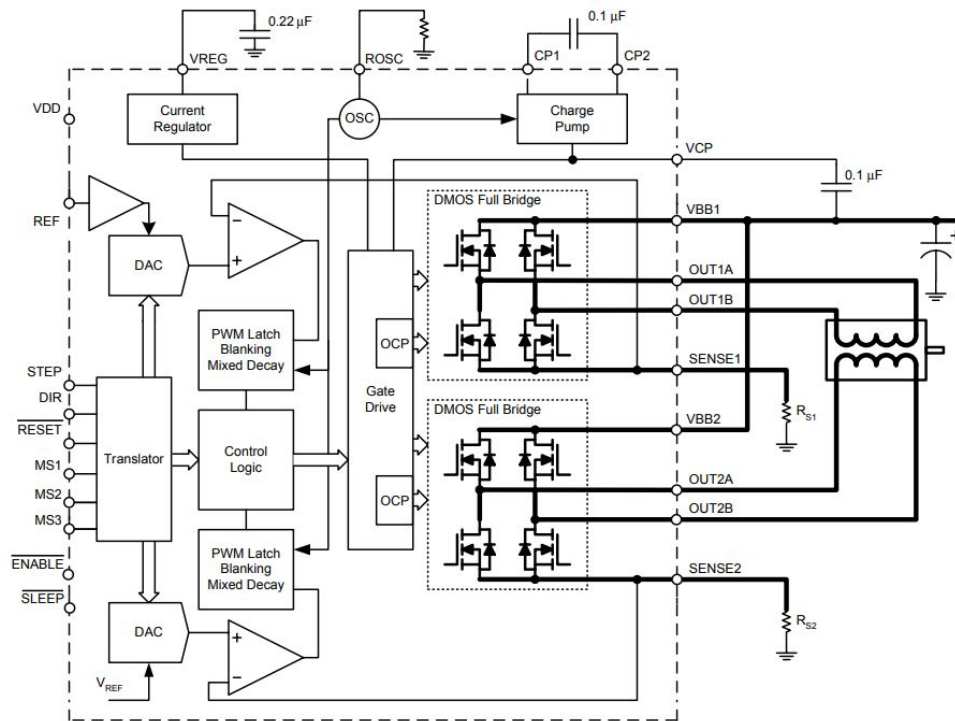 0.22 µF
0.1 µF
VREG
ROSC
CP1
CP2
VDD
Current
Regulator
OSC
Charge
Pump
VCP
0.1 µF
REF
DAC
−
+
DMOS Full Bridge
VBB1
+
OUT1A
OUT1B
PWM Latch
Blanking
Mixed Decay
OCP
Gate
Drive
SENSE1
RS1
STEP
DIR
RESET
MS1
MS2
MS3
Translator
Control
Logic
DMOS Full Bridge
VBB2
OUT2A
OUT2B
OCP
PWM Latch
Blanking
Mixed Decay
ENABLE
SLEEP
SENSE2
RS2
DAC
+
−
VREF